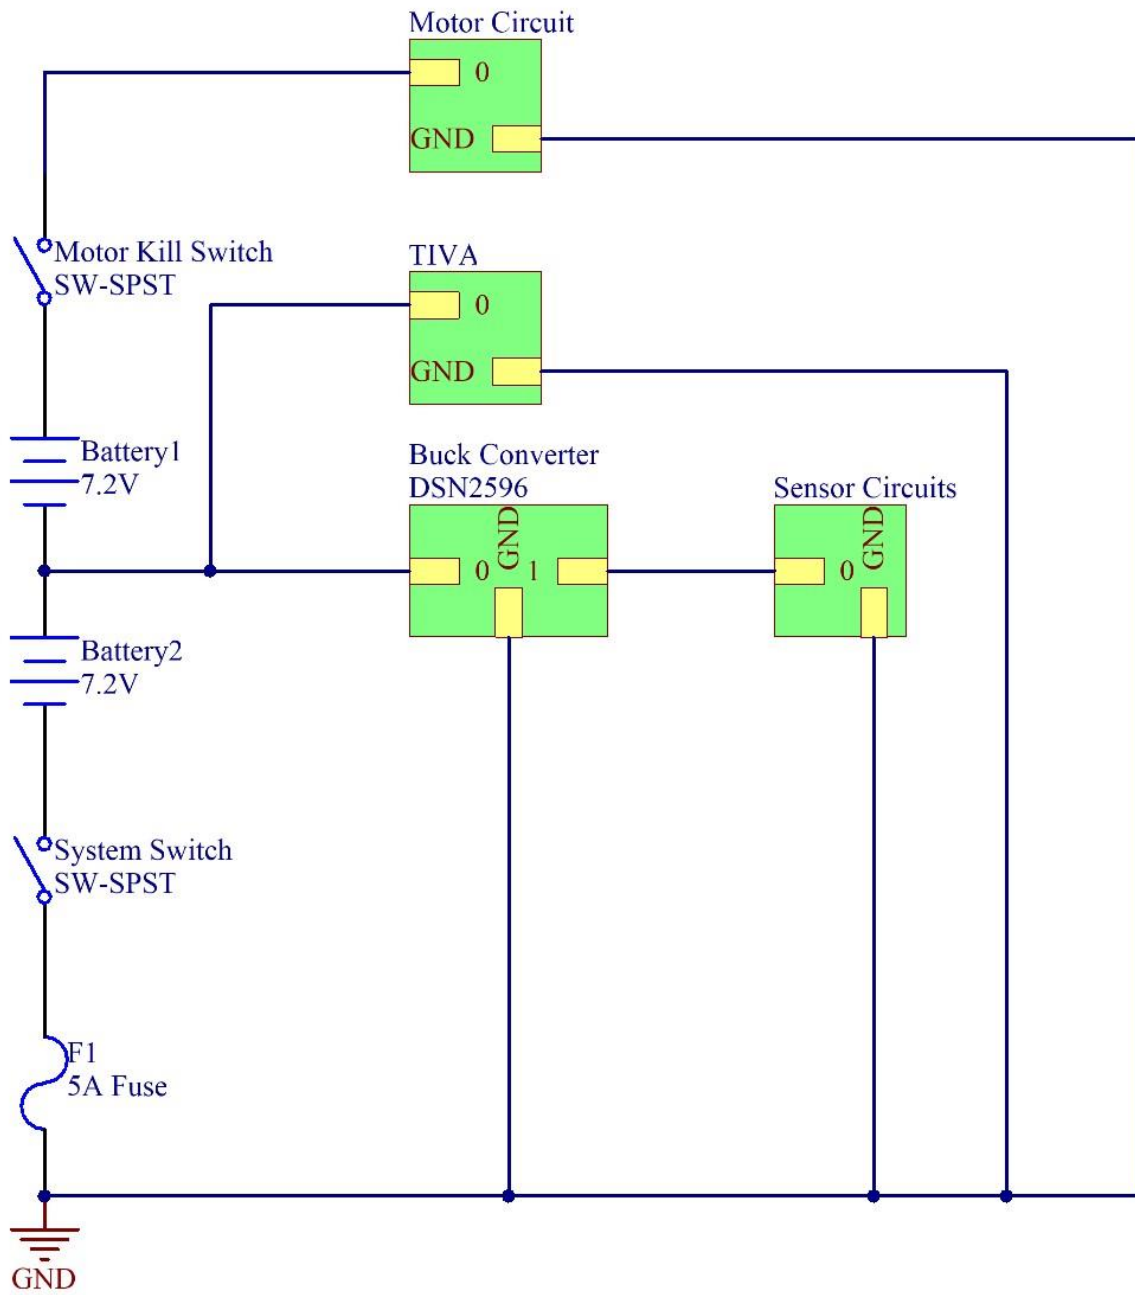 Motor Circuit
0
GND
Motor Kill Switch
SW-SPST
TIVA
0
GND
Battery1
7.2V
Buck Converter
DSN2596
0
GND
1
Sensor Circuits
0
GND
Battery2
7.2V
System Switch
SW-SPST
F1
5A Fuse
GND